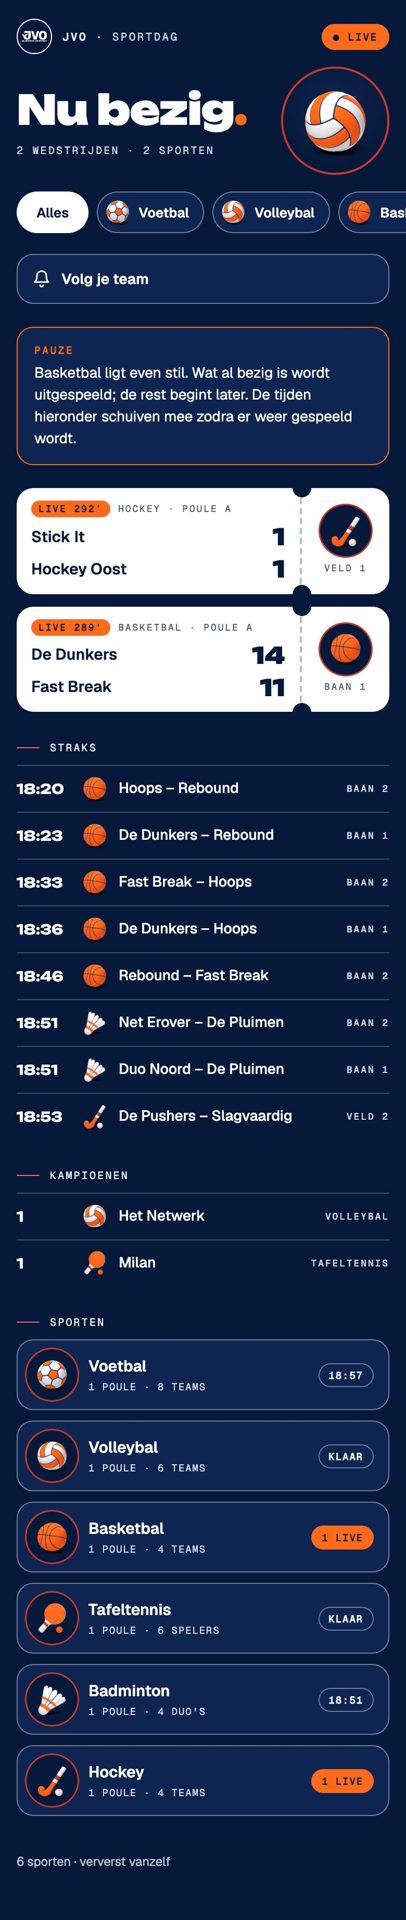 JVO
JVO · SPORTDAG
● LIVE
Nu bezig.
2 WEDSTRIJDEN · 2 SPORTEN
Alles
Voetbal
Volleybal
Bas
Volg je team
PAUZE
Basketbal ligt even stil. Wat al bezig is wordt
uitgespeeld; de rest begint later. De tijden
hieronder schuiven mee zodra er weer gespeeld
wordt.
LIVE 292' HOCKEY · POULE A
Stick It 1
Hockey Oost 1
VELD 1
LIVE 289' BASKETBAL · POULE A
De Dunkers 14
Fast Break 11
BAAN 1
STRAKS
18:20 Hoops – Rebound BAAN 2
18:23 De Dunkers – Rebound BAAN 1
18:33 Fast Break – Hoops BAAN 2
18:36 De Dunkers – Hoops BAAN 1
18:46 Rebound – Fast Break BAAN 2
18:51 Net Erover – De Pluimen BAAN 2
18:51 Duo Noord – De Pluimen BAAN 1
18:53 De Pushers – Slagvaardig VELD 2
KAMPIOENEN
1 Het Netwerk VOLLEYBAL
1 Milan TAFELTENNIS
SPORTEN
Voetbal
1 POULE · 8 TEAMS
18:57
Volleybal
1 POULE · 6 TEAMS
KLAAR
Basketbal
1 POULE · 4 TEAMS
1 LIVE
Tafeltennis
1 POULE · 6 SPELERS
KLAAR
Badminton
1 POULE · 4 DUO'S
18:51
Hockey
1 POULE · 4 TEAMS
1 LIVE
6 sporten · ververst vanzelf